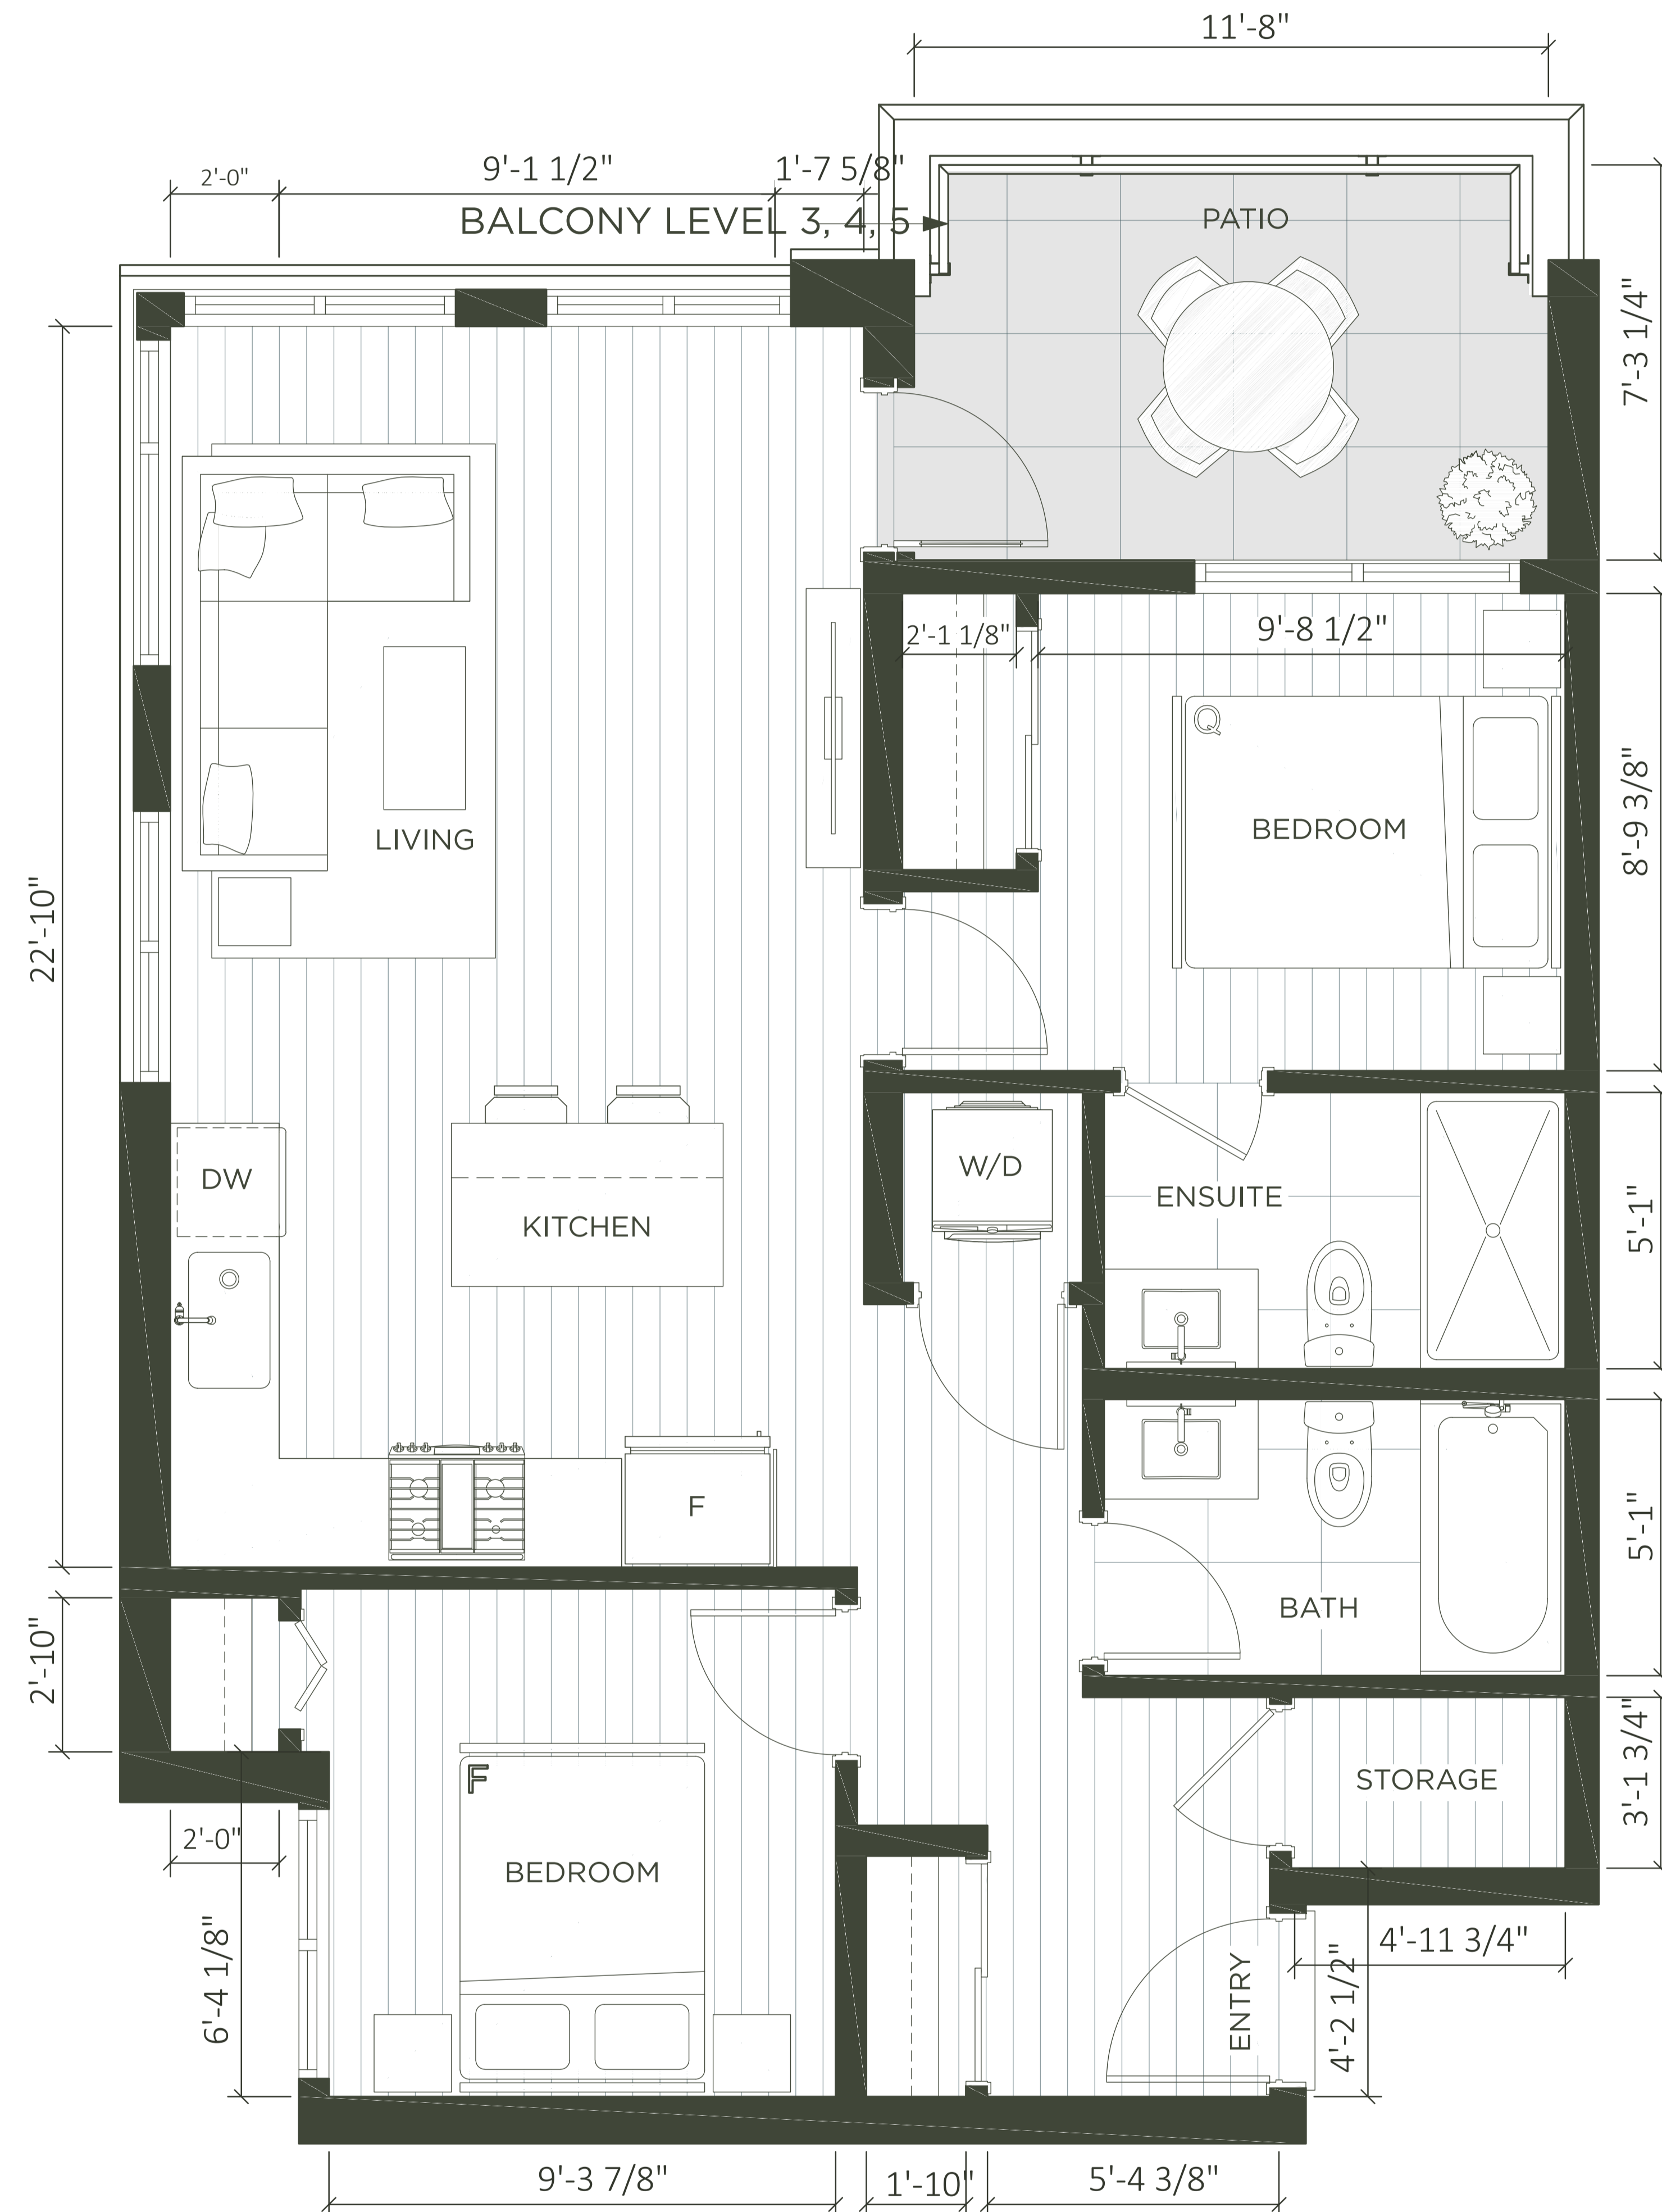 11'-8"
2'-0"
9'-1 1/2"
1'-7 5/8"
BALCONY LEVEL 3, 4, 5
PATIO
7'-3 1/4"
2'-1 1/8"
9'-8 1/2"
Q
BEDROOM
8'-9 3/8"
LIVING
22'-10"
DW
KITCHEN
W/D
ENSUITE
5'-1"
F
5'-1"
BATH
2'-10"
STORAGE
3'-1 3/4"
F
2'-0"
BEDROOM
6'-4 1/8"
ENTRY
4'-2 1/2"
4'-11 3/4"
9'-3 7/8"
1'-10"
5'-4 3/8"